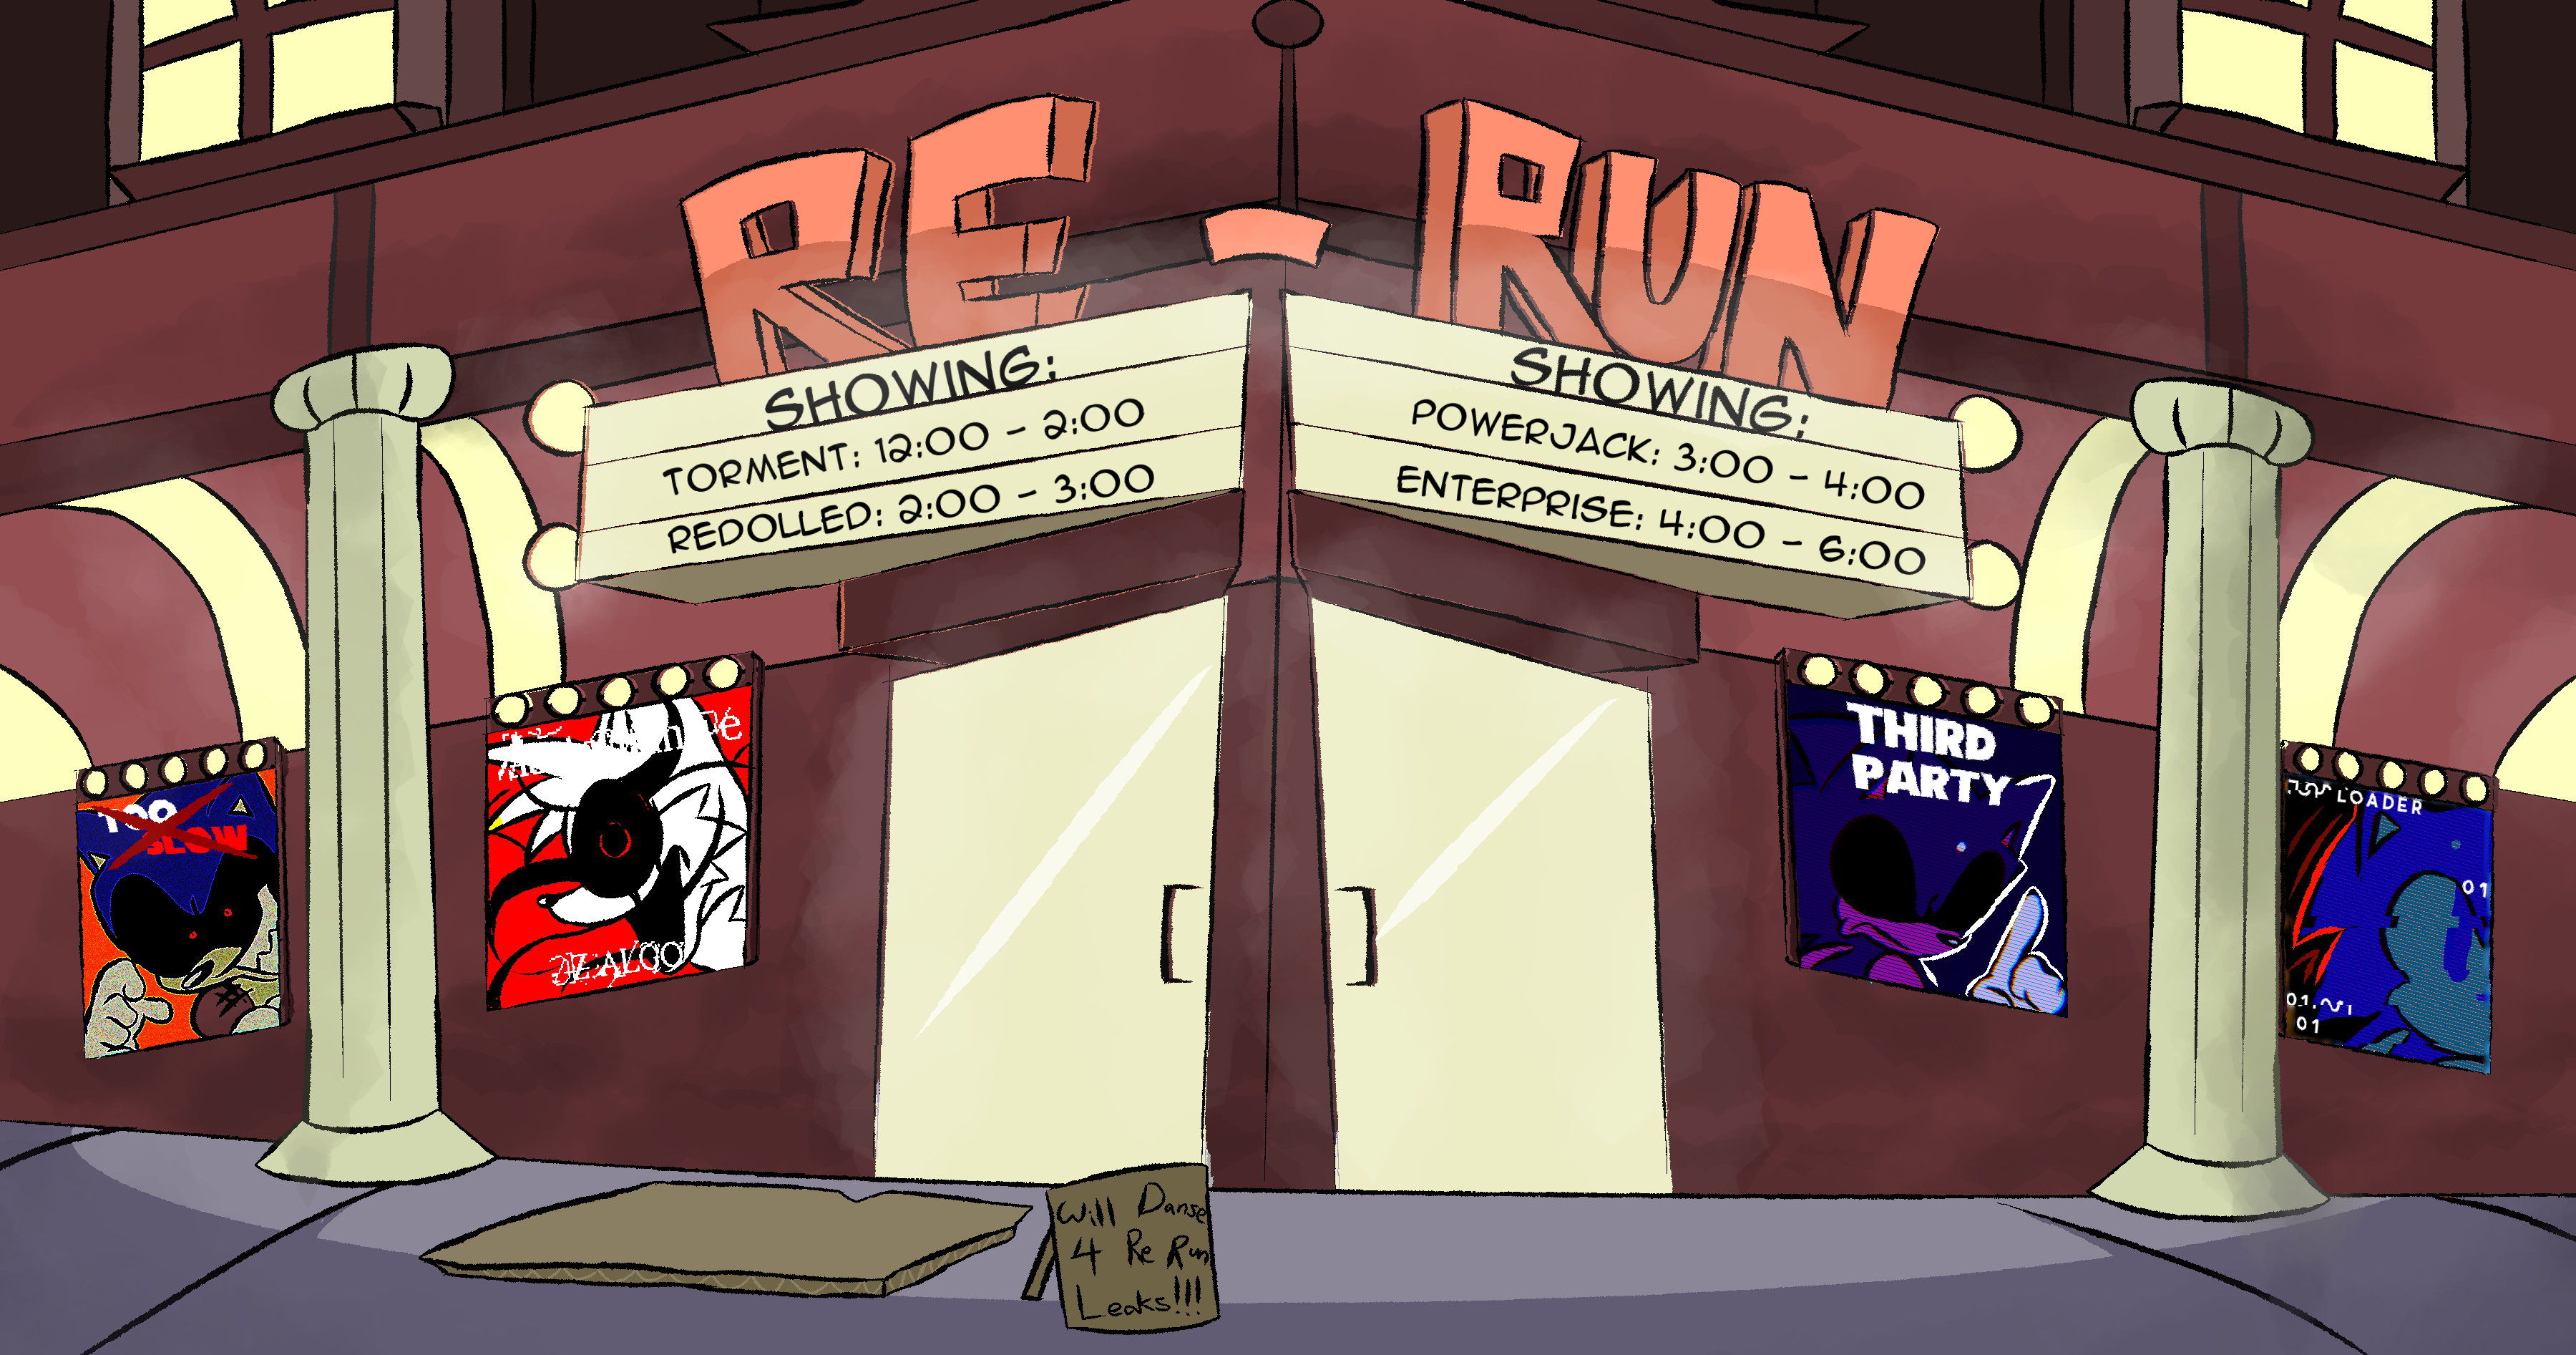 RE-RUN
SHOWING:
TORMENT: 12:00 - 2:00
REDOLLED: 2:00 - 3:00
SHOWING:
POWERJACK: 3:00 - 4:00
ENTERPRISE: 4:00 - 6:00
TOO
SLOW
THIRD
PARTY
LOADER
01
01
01
Will Danse
4 Re Run
Leaks!!!